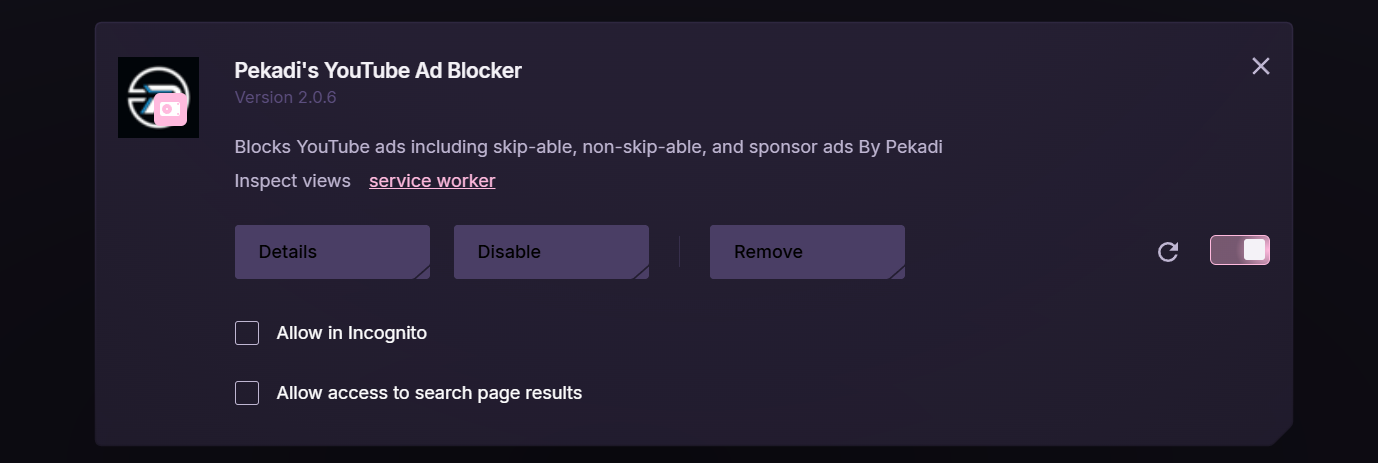 Pekadi's YouTube Ad Blocker
Version 2.0.6
Blocks YouTube ads including skip-able, non-skip-able, and sponsor ads By Pekadi
Inspect views service worker
Details Disable Remove
Allow in Incognito
Allow access to search page results